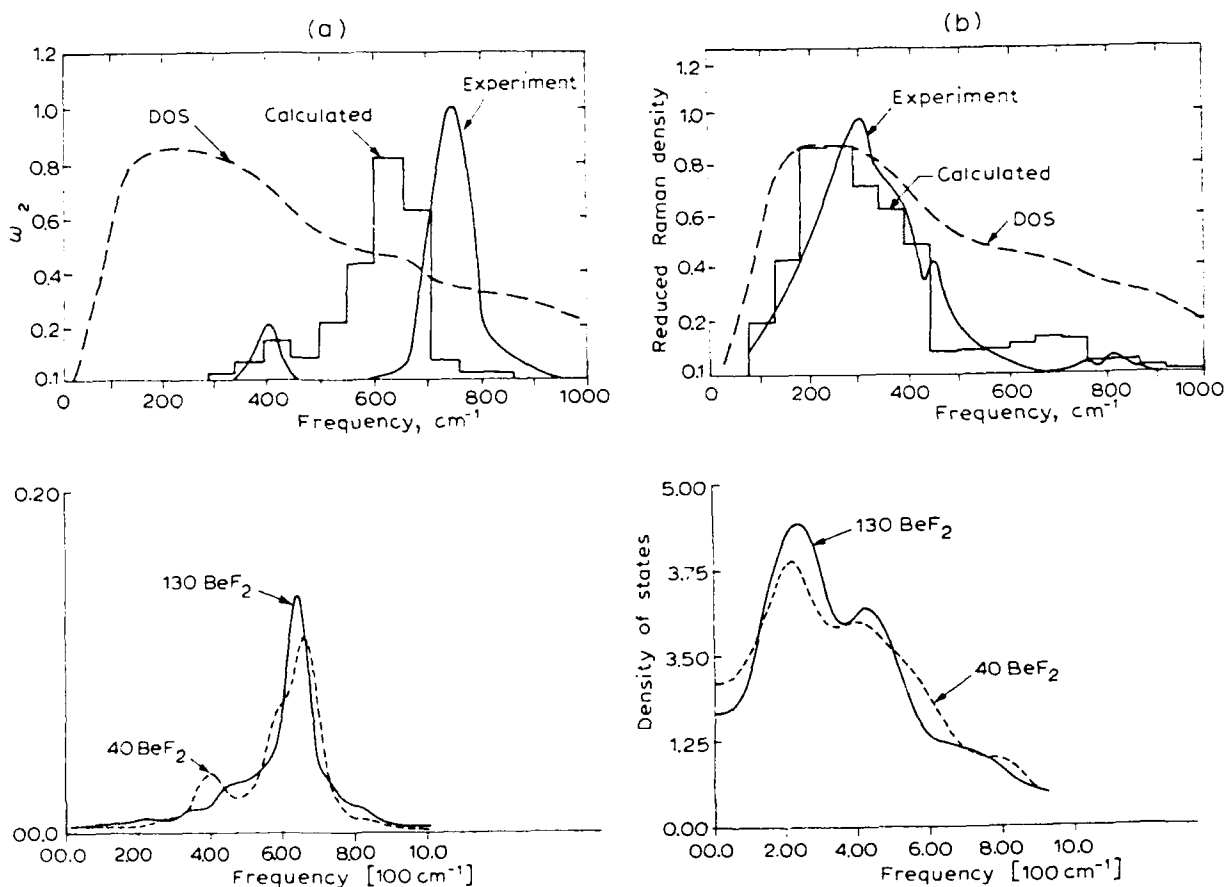 (a)
1.2
1.0
0.8
0.6
0.4
0.2
0.1
ω2
DOS
Calculated
Experiment
0
200
400
600
800
1000
Frequency, cm-1
(b)
1.2
1.0
0.8
0.6
0.4
0.2
0.1
Reduced Raman density
Experiment
Calculated
DOS
0
200
400
600
800
1000
Frequency, cm-1
0.20
00.0
130 BeF2
40 BeF2
00.0
2.00
4.00
6.00
8.00
10.0
Frequency [100 cm-1]
5.00
3.75
3.50
1.25
0.00
Density of states
130 BeF2
40 BeF2
00.0
2.00
4.00
6.00
8.00
10.0
Frequency [100 cm-1]